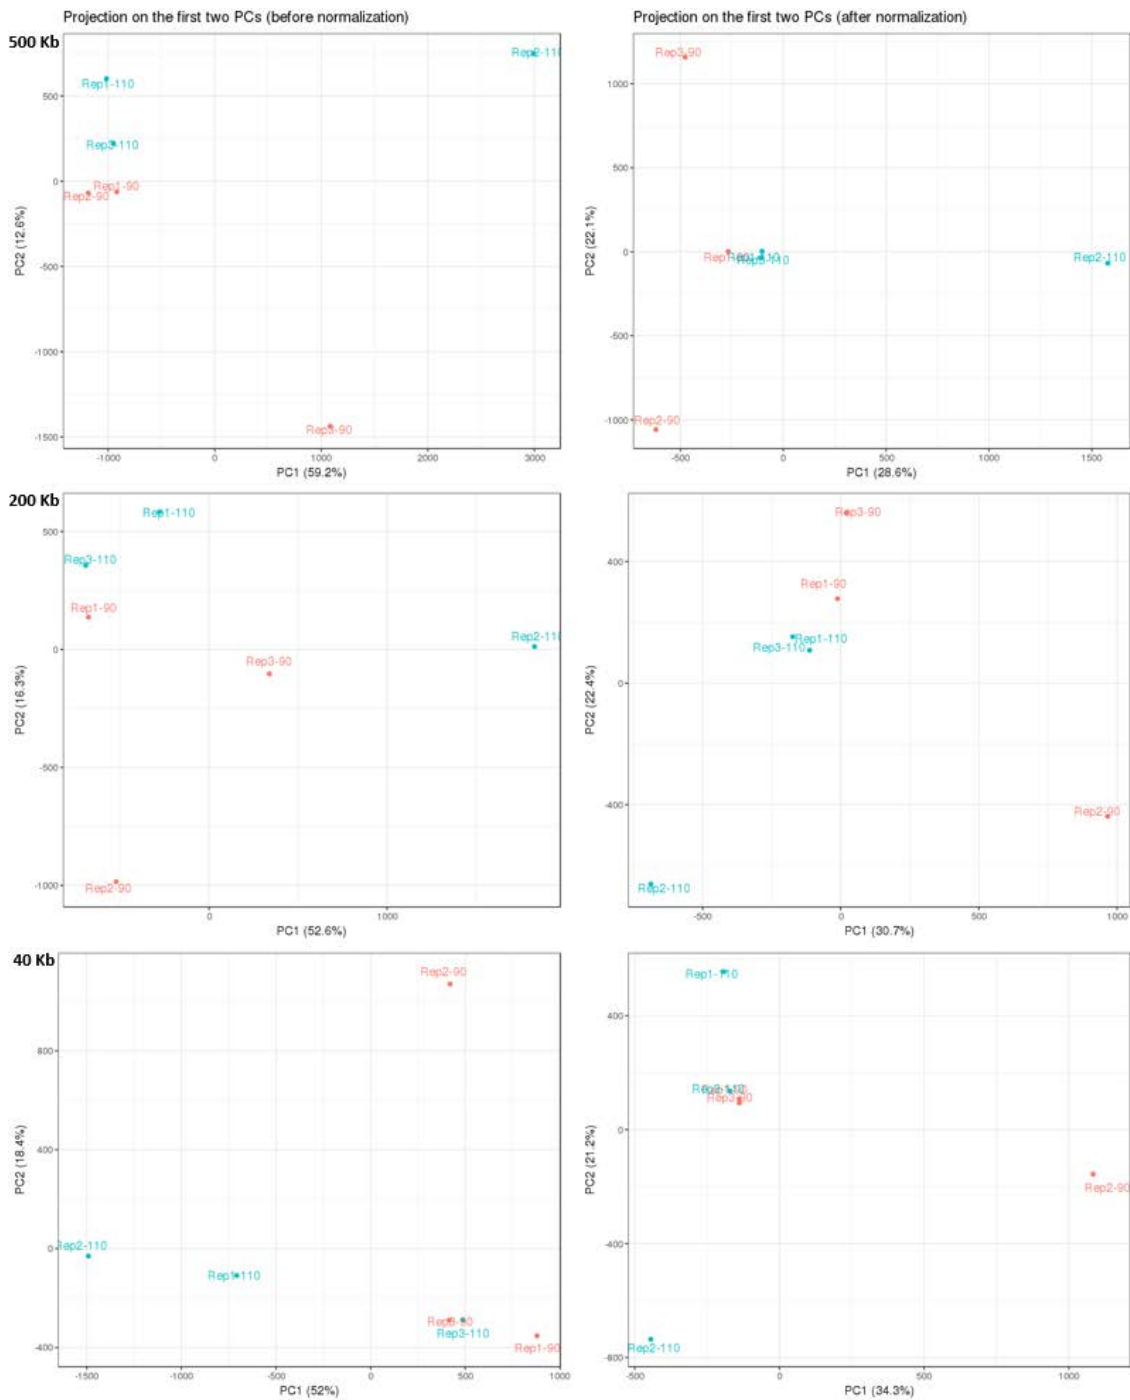 Projection on the first two PCs (before normalization)
Projection on the first two PCs (after normalization)
500 Kb
Rep2-110
Rep1-110
Rep3-110
Rep1-90
Rep2-90
Rep3-90
500
0
-500
-1000
-1500
PC2 (12.6%)
-1000
0
1000
2000
3000
PC1 (59.2%)
Rep3-90
Rep3-110
Rep2-110
Rep2-90
1000
500
0
-500
-1000
PC2 (22.1%)
-500
0
500
1000
1500
PC1 (28.6%)
200 Kb
Rep1-110
Rep3-110
Rep1-90
Rep2-110
Rep3-90
Rep2-90
500
0
-500
-1000
PC2 (16.3%)
0
1000
PC1 (52.6%)
Rep3-90
Rep1-90
Rep1-110
Rep3-110
Rep2-90
Rep2-110
400
0
-400
PC2 (22.4%)
-500
0
500
1000
PC1 (30.7%)
40 Kb
Rep2-90
Rep2-110
Rep1-110
Rep3-90
Rep3-110
Rep1-90
800
400
0
-400
PC2 (18.4%)
-1500
-1000
-500
0
500
1000
PC1 (52%)
Rep1-110
Rep3-90
Rep2-90
Rep2-110
400
0
-400
-800
PC2 (21.2%)
0
500
1000
PC1 (34.3%)